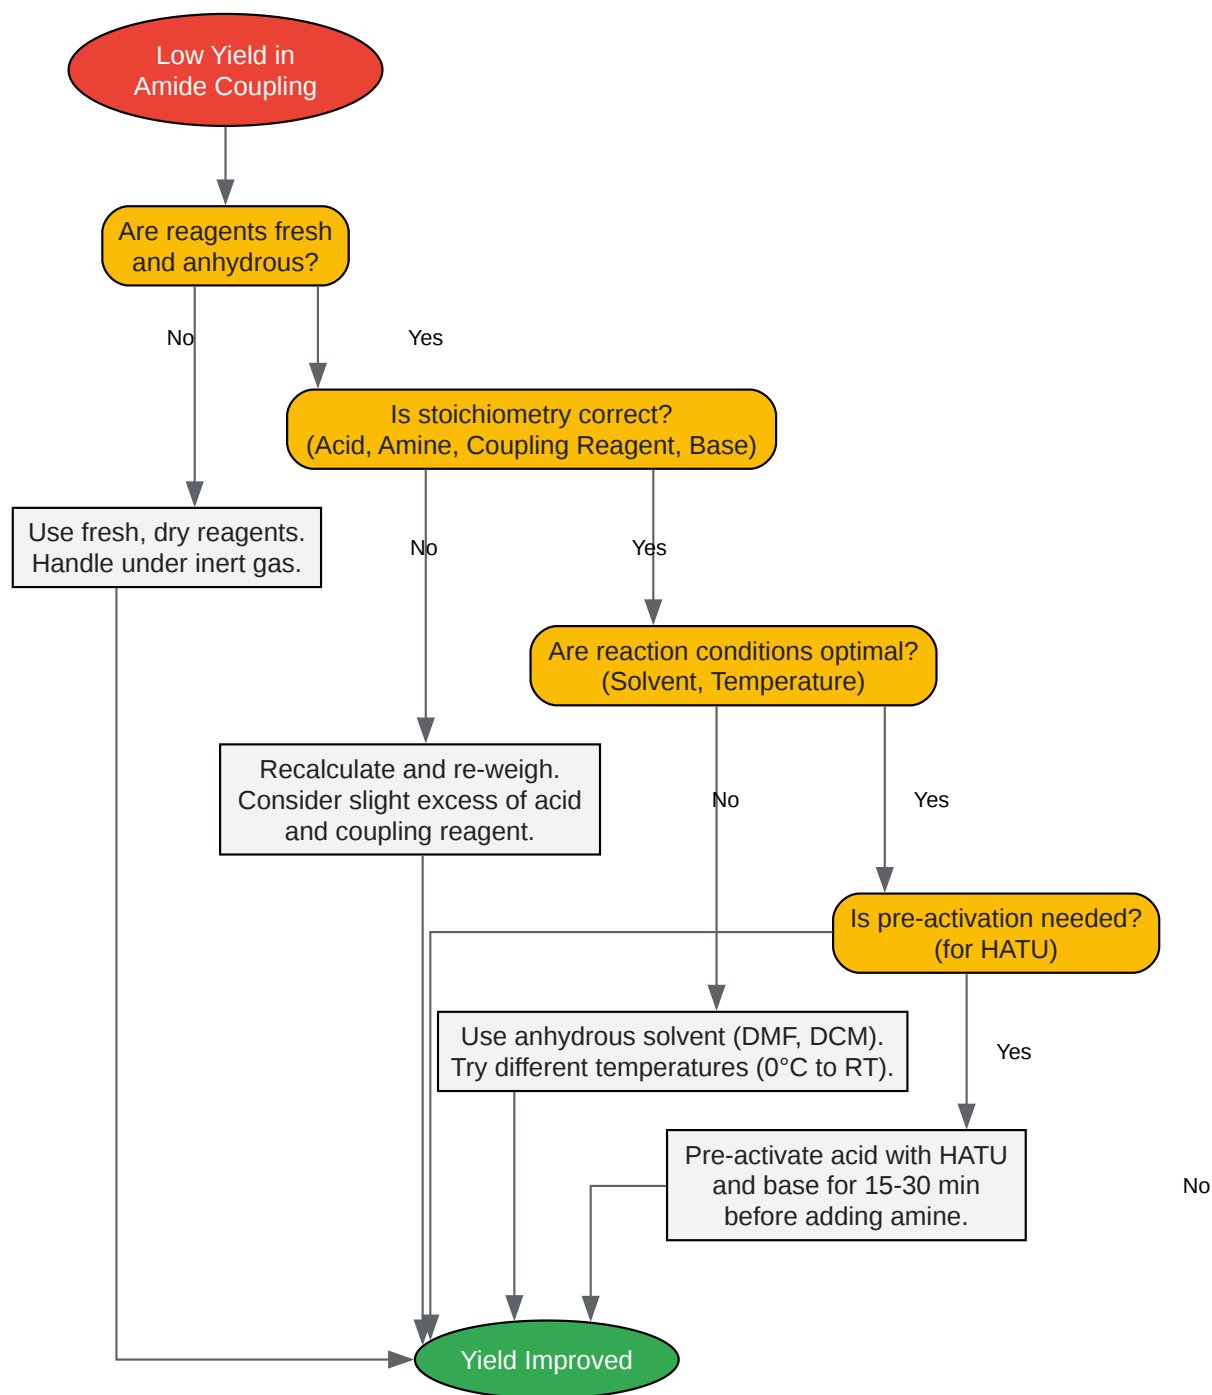 Low Yield in
Amide Coupling
Are reagents fresh
and anhydrous?
No
Yes
Is stoichiometry correct?
(Acid, Amine, Coupling Reagent, Base)
Use fresh, dry reagents.
Handle under inert gas.
No
Yes
Are reaction conditions optimal?
(Solvent, Temperature)
Recalculate and re-weigh.
Consider slight excess of acid
and coupling reagent.
No
Yes
Is pre-activation needed?
(for HATU)
Use anhydrous solvent (DMF, DCM).
Try different temperatures (0°C to RT).
Yes
Pre-activate acid with HATU
and base for 15-30 min
before adding amine.
No
Yield Improved